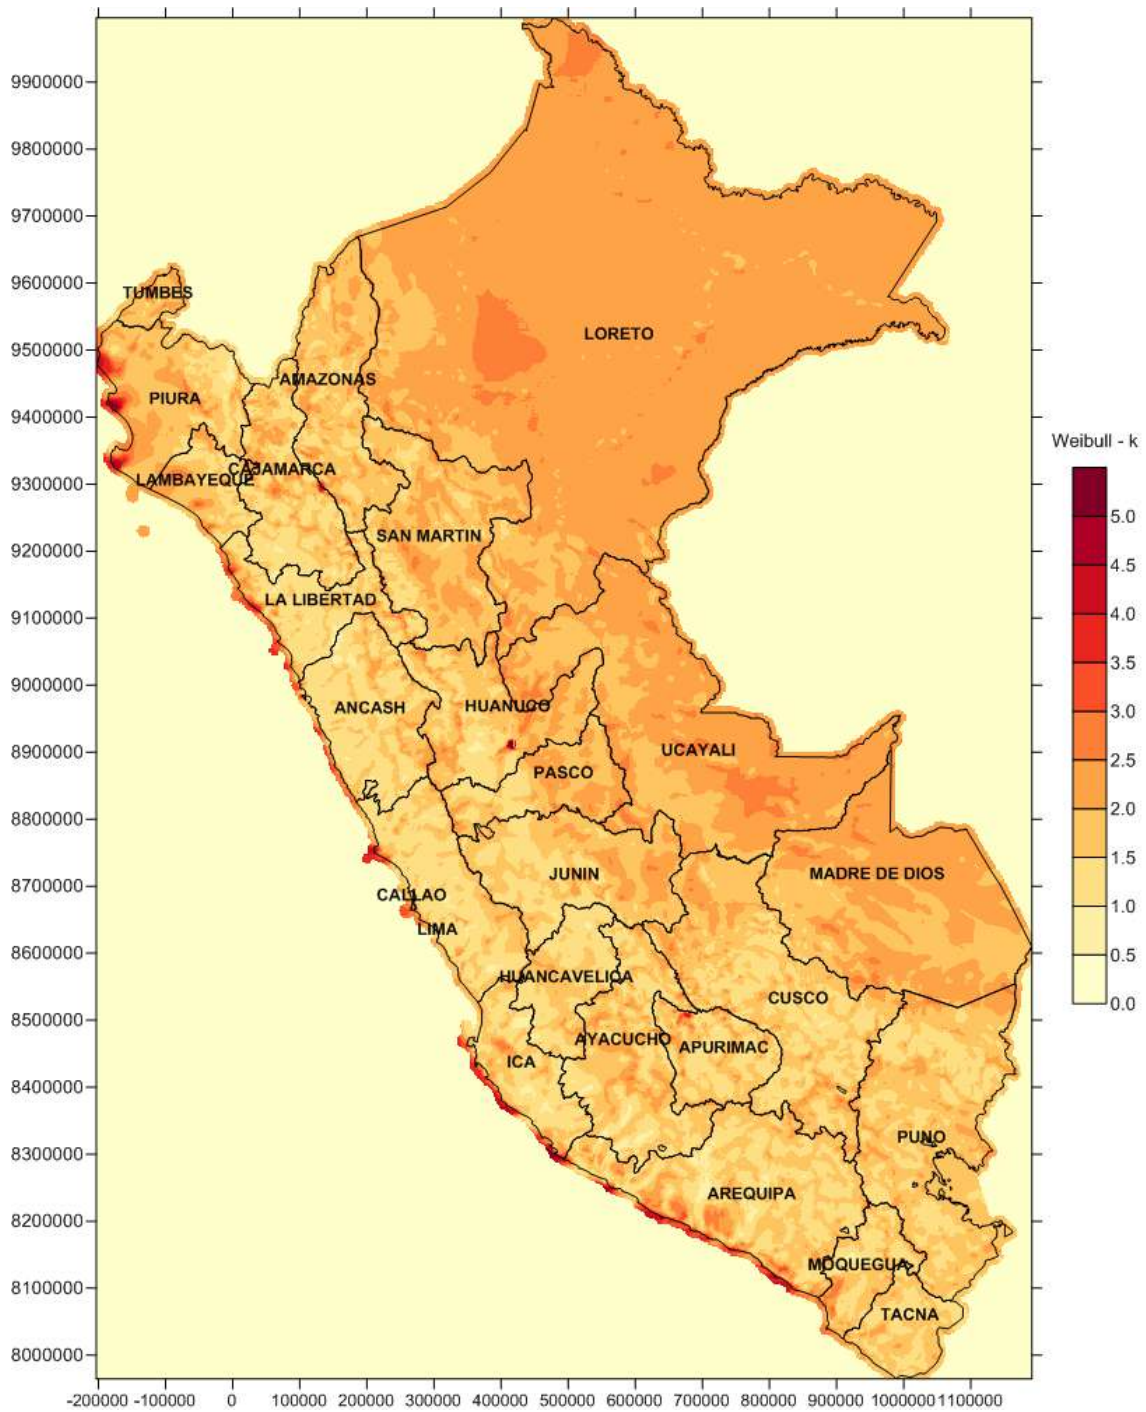 9900000
9800000
9700000
9600000
TUMBES
9500000
LORETO
AMAZONAS
9400000
PIURA
Weibull - k
CAJAMARCA
9300000
LAMBAYEQUE
5.0
SAN MARTIN
9200000
4.5
4.0
LA LIBERTAD
9100000
3.5
3.0
9000000
HUANUCO
ANCASH
2.5
8900000
UCAYALI
PASCO
2.0
8800000
1.5
JUNIN
MADRE DE DIOS
8700000
CALLAO
1.0
LIMA
8600000
0.5
HUANCAVELICA
CUSCO
0.0
8500000
AYACUCHO
APURIMAC
ICA
8400000
PUNO
8300000
AREQUIPA
8200000
MOQUEGUA
8100000
TACNA
8000000
-200000 -100000 0 100000 200000 300000 400000 500000 600000 700000 800000 900000 1000000 1100000